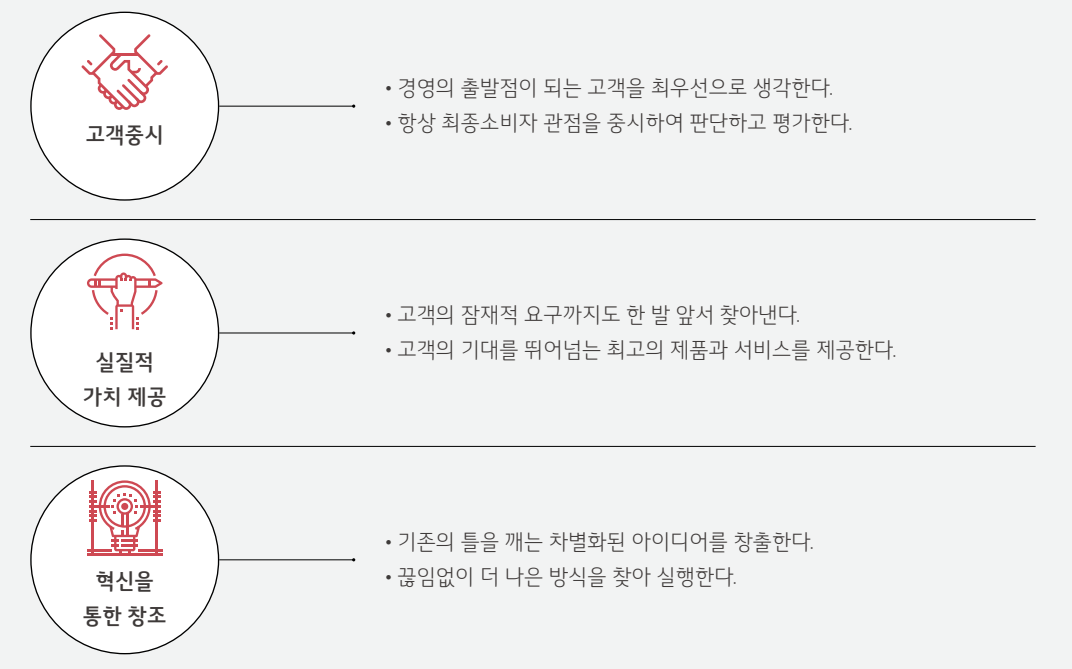 고객중시
• 경영의 출발점이 되는 고객을 최우선으로 생각한다.
• 항상 최종소비자 관점을 중시하여 판단하고 평가한다.
실질적
가치 제공
• 고객의 잠재적 요구까지도 한 발 앞서 찾아낸다.
• 고객의 기대를 뛰어넘는 최고의 제품과 서비스를 제공한다.
혁신을
통한 창조
• 기존의 틀을 깨는 차별화된 아이디어를 창출한다.
• 끊임없이 더 나은 방식을 찾아 실행한다.